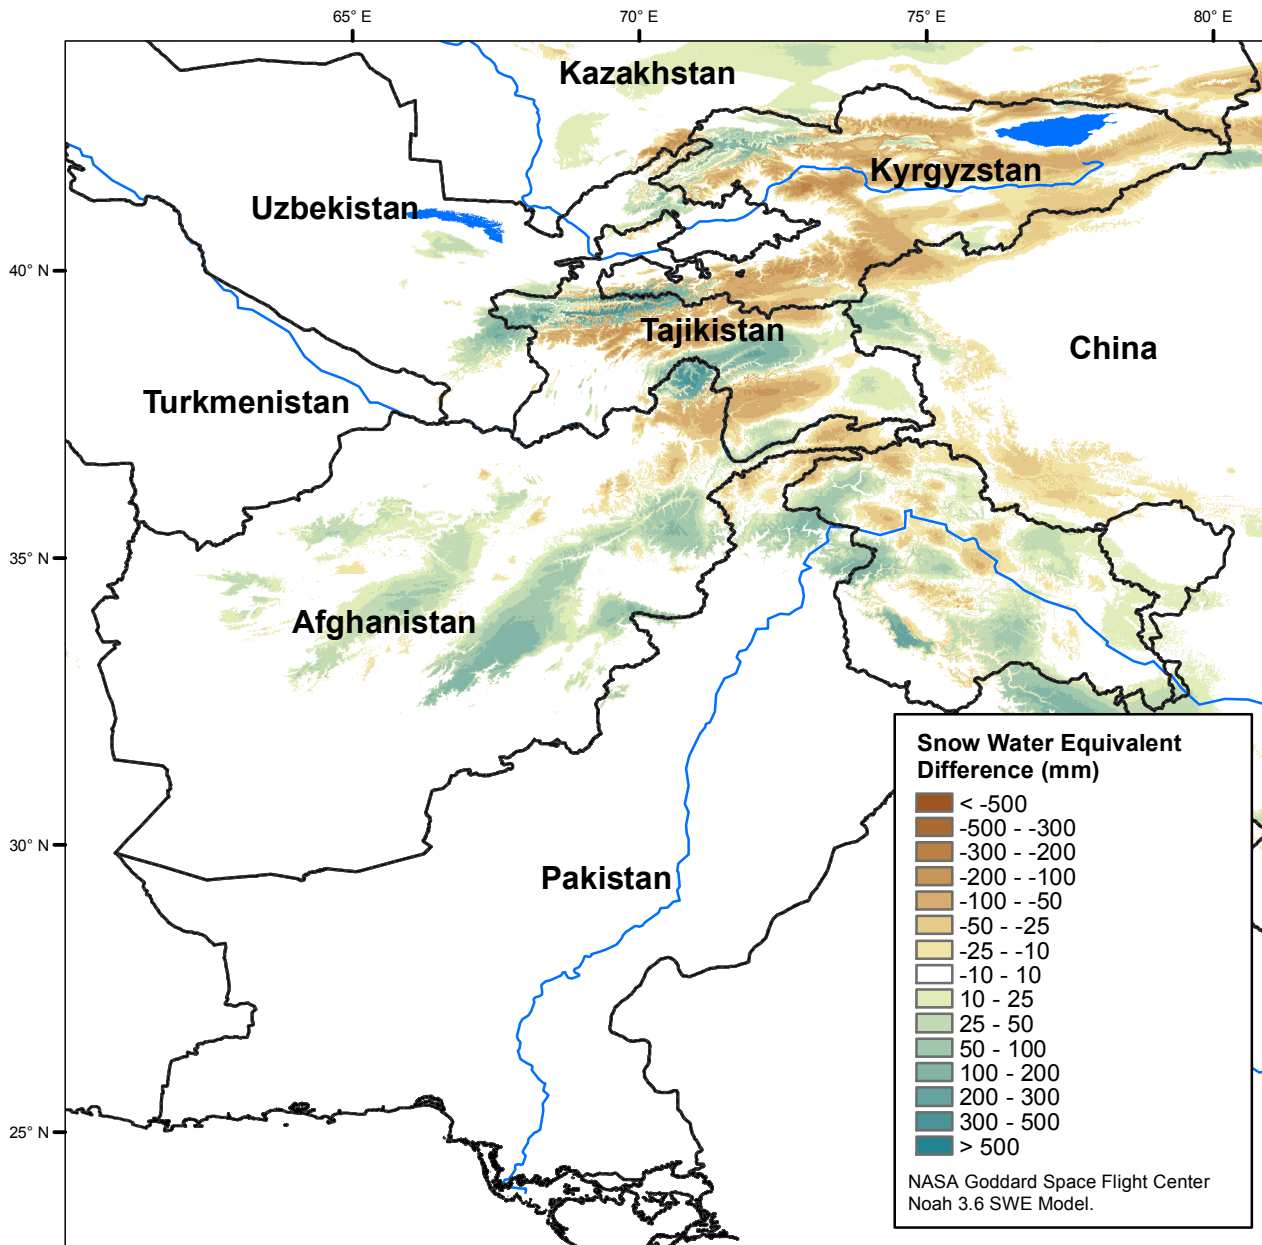 65° E
70° E
75° E
80° E
Kazakhstan
Kyrgyzstan
Uzbekistan
40° N
Tajikistan
China
Turkmenistan
35° N
Afghanistan
30° N
Pakistan
25° N
Snow Water Equivalent
Difference (mm)
< -500
-500 - -300
-300 - -200
-200 - -100
-100 - -50
-50 - -25
-25 - -10
-10 - 10
10 - 25
25 - 50
50 - 100
100 - 200
200 - 300
300 - 500
> 500
NASA Goddard Space Flight Center
Noah 3.6 SWE Model.